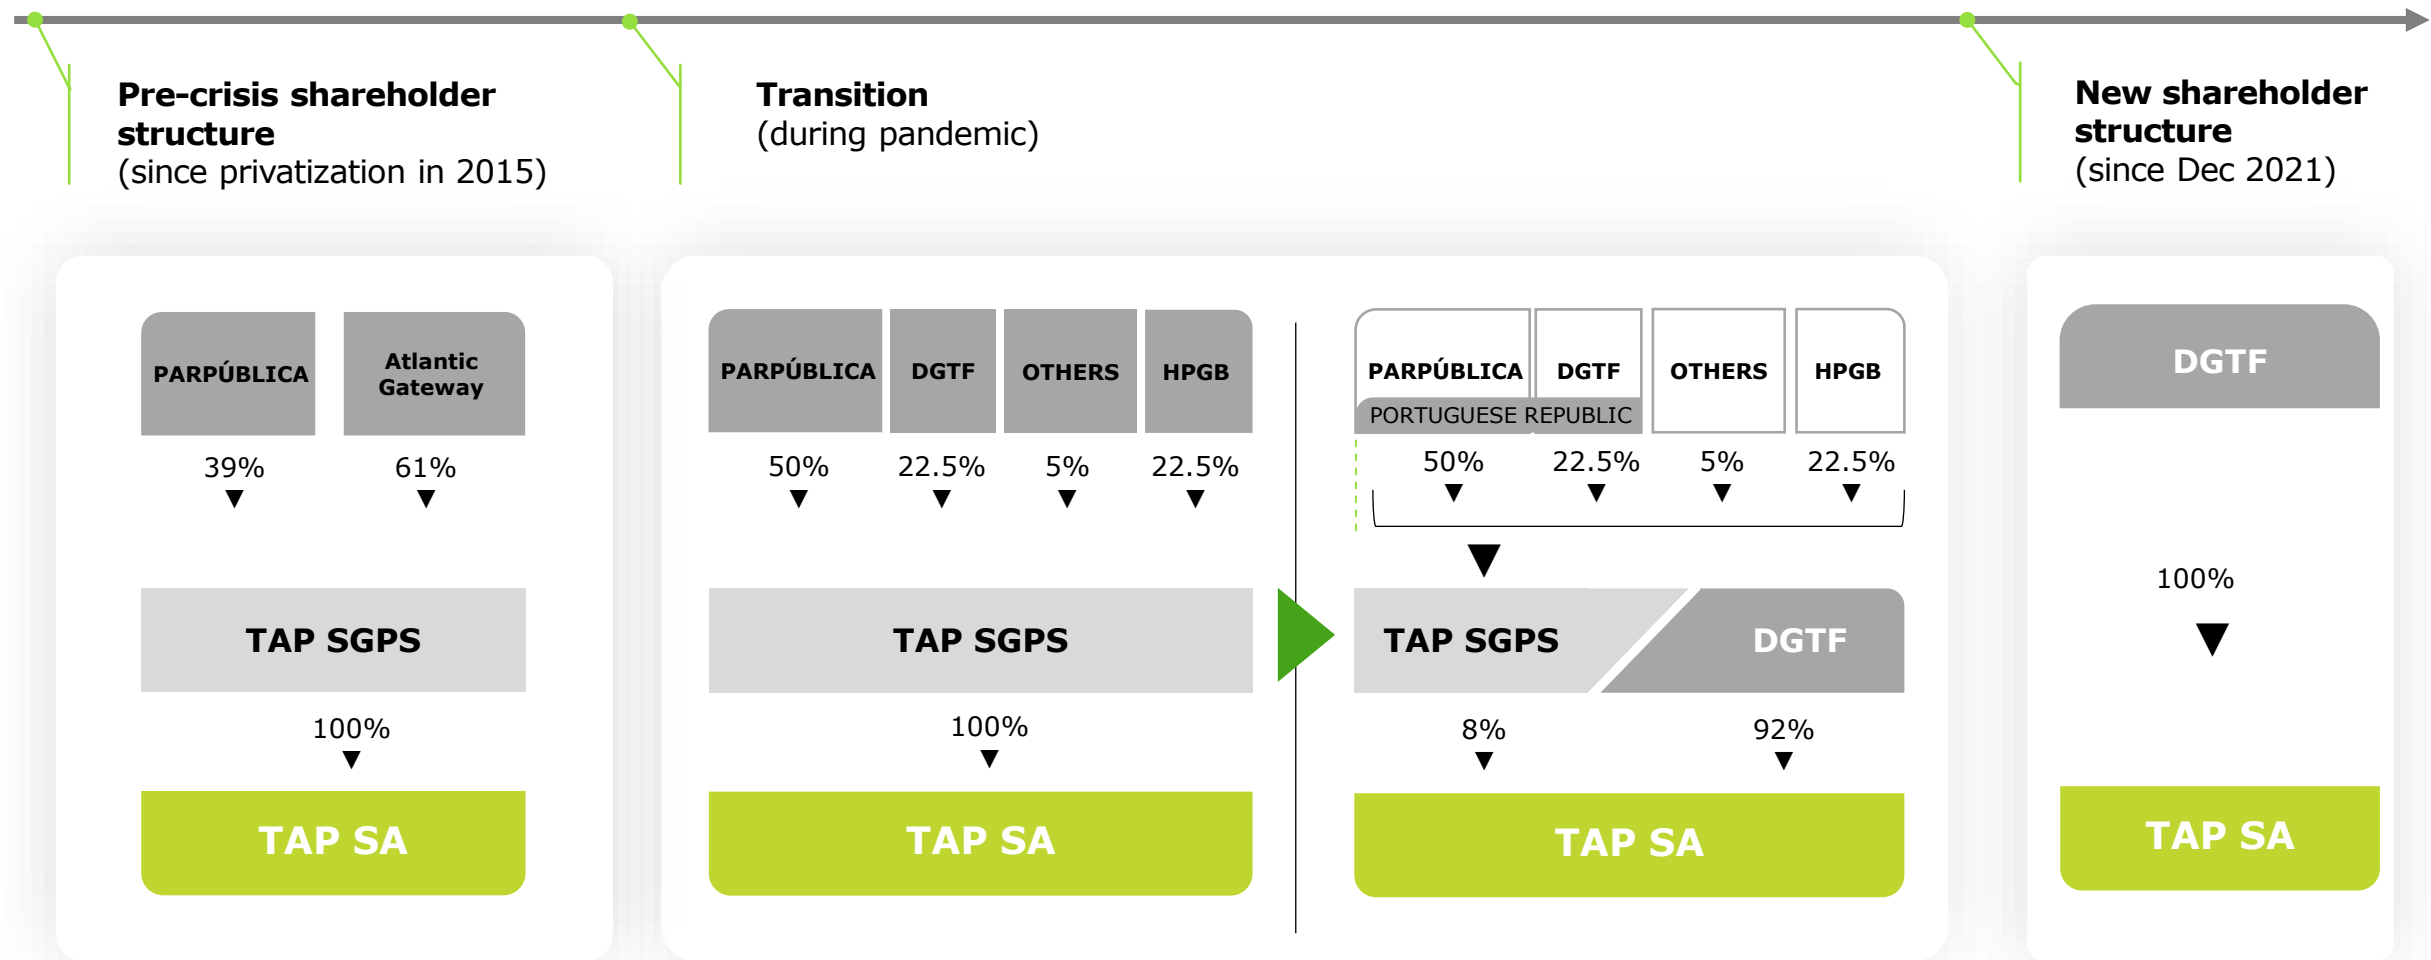 Pre-crisis shareholder
structure
(since privatization in 2015)
Transition
(during pandemic)
New shareholder
structure
(since Dec 2021)
PARPÚBLICA
Atlantic
Gateway
39%
61%
TAP SGPS
100%
TAP SA
PARPÚBLICA
DGTF
OTHERS
HPGB
50%
22.5%
5%
22.5%
TAP SGPS
100%
TAP SA
PARPÚBLICA
DGTF
OTHERS
HPGB
PORTUGUESE REPUBLIC
50%
22.5%
5%
22.5%
TAP SGPS
DGTF
8%
92%
TAP SA
DGTF
100%
TAP SA